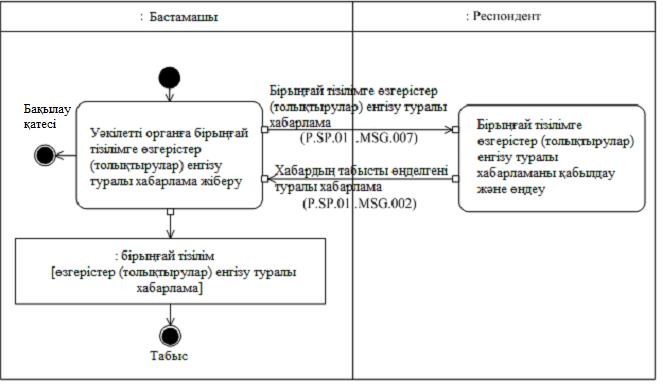 : Бастамашы
: Респондент
Бақылау
қатесі
Уәкілетті органға бірыңғай
тізілімге өзгерістер
(толықтырулар) енгізу
туралы хабарлама жіберу
Бірыңғай тізілімге өзгерістер
(толықтырулар) енгізу туралы
хабарлама
(P.SP.01 .MSG.007)
Хабардың табысты өңделгені
туралы хабарлама
(P.SP.01 .MSG.002)
Бірыңғай тізілімге
өзгерістер (толықтырулар)
енгізу туралы
хабарламаны қабылдау
және өңдеу
: бірыңғай тізілім
[өзгерістер (толықтырулар) енгізу туралы
хабарлама]
Табыс